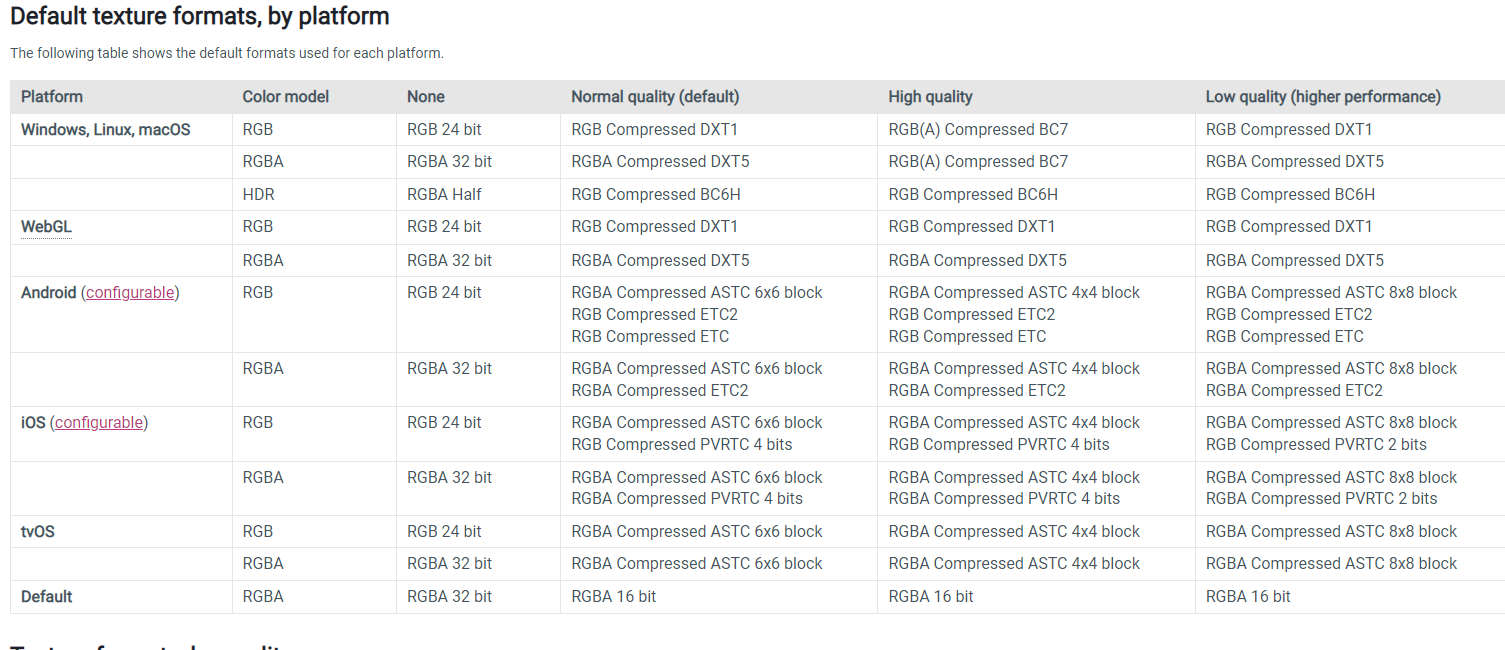 Default texture formats, by platform
The following table shows the default formats used for each platform.
Platform Color model None Normal quality (default) High quality Low quality (higher performance)
Windows, Linux, macOS RGB RGB 24 bit RGB Compressed DXT1 RGB(A) Compressed BC7 RGB Compressed DXT1
RGBA RGBA 32 bit RGBA Compressed DXT5 RGB(A) Compressed BC7 RGBA Compressed DXT5
HDR RGBA Half RGB Compressed BC6H RGB Compressed BC6H RGB Compressed BC6H
WebGL RGB RGB 24 bit RGB Compressed DXT1 RGB Compressed DXT1 RGB Compressed DXT1
RGBA RGBA 32 bit RGBA Compressed DXT5 RGBA Compressed DXT5 RGBA Compressed DXT5
Android (configurable) RGB RGB 24 bit RGBA Compressed ASTC 6x6 block RGBA Compressed ASTC 4x4 block RGBA Compressed ASTC 8x8 block
RGB Compressed ETC2 RGB Compressed ETC2 RGB Compressed ETC2
RGB Compressed ETC RGB Compressed ETC RGB Compressed ETC
RGBA RGBA 32 bit RGBA Compressed ASTC 6x6 block RGBA Compressed ASTC 4x4 block RGBA Compressed ASTC 8x8 block
RGBA Compressed ETC2 RGBA Compressed ETC2 RGBA Compressed ETC2
iOS (configurable) RGB RGB 24 bit RGBA Compressed ASTC 6x6 block RGBA Compressed ASTC 4x4 block RGBA Compressed ASTC 8x8 block
RGB Compressed PVRTC 4 bits RGB Compressed PVRTC 4 bits RGB Compressed PVRTC 2 bits
RGBA RGBA 32 bit RGBA Compressed ASTC 6x6 block RGBA Compressed ASTC 4x4 block RGBA Compressed ASTC 8x8 block
RGBA Compressed PVRTC 4 bits RGBA Compressed PVRTC 4 bits RGBA Compressed PVRTC 2 bits
tvOS RGB RGB 24 bit RGBA Compressed ASTC 6x6 block RGBA Compressed ASTC 4x4 block RGBA Compressed ASTC 8x8 block
RGBA RGBA 32 bit RGBA Compressed ASTC 6x6 block RGBA Compressed ASTC 4x4 block RGBA Compressed ASTC 8x8 block
Default RGBA RGBA 32 bit RGBA 16 bit RGBA 16 bit RGBA 16 bit